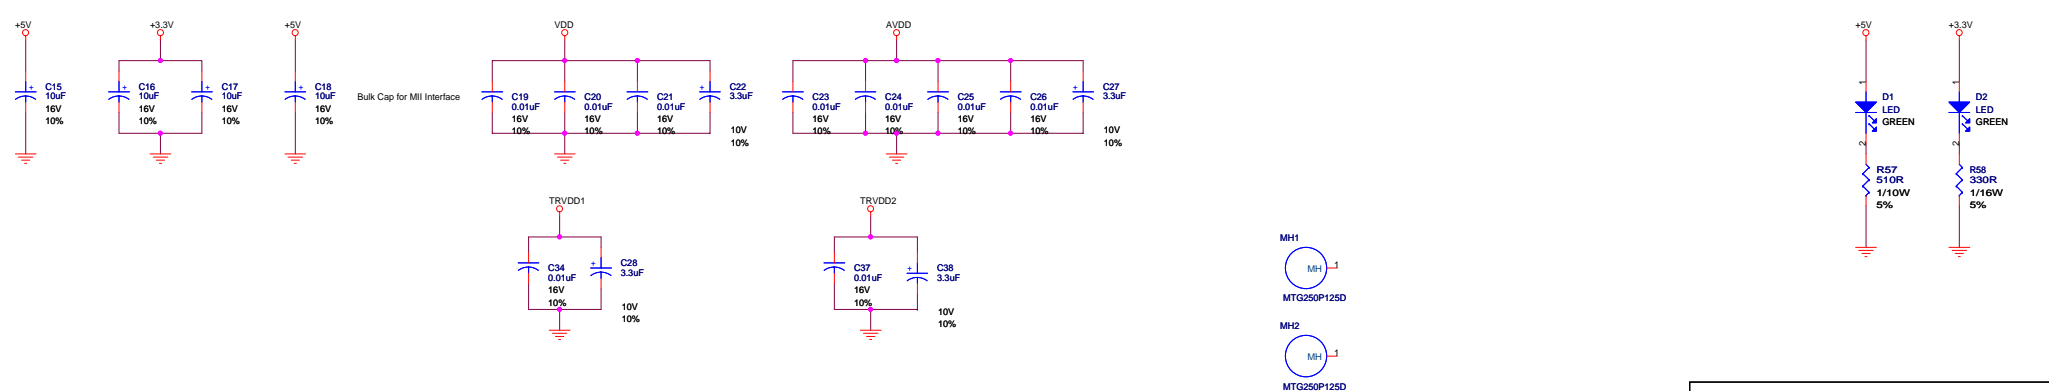 +5V
C15
10uF
16V
10%
+3.3V
C16
10uF
16V
10%
C17
10uF
16V
10%
+5V
C18
10uF
16V
10%
Bulk Cap for MII Interface
VDD
C19
0.01uF
16V
10%
C20
0.01uF
16V
10%
C21
0.01uF
16V
10%
C22
3.3uF
10V
10%
AVDD
C23
0.01uF
16V
10%
C24
0.01uF
16V
10%
C25
0.01uF
16V
10%
C26
0.01uF
16V
10%
C27
3.3uF
10V
10%
+5V
1
D1
LED
GREEN
2
R57
510R
1/10W
5%
+3.3V
1
D2
LED
GREEN
2
R58
330R
1/16W
5%
TRVDD1
C34
0.01uF
16V
10%
C28
3.3uF
10V
10%
TRVDD2
C37
0.01uF
16V
10%
C38
3.3uF
10V
10%
MH1
MH
1
MTG250P125D
MH2
MH
1
MTG250P125D